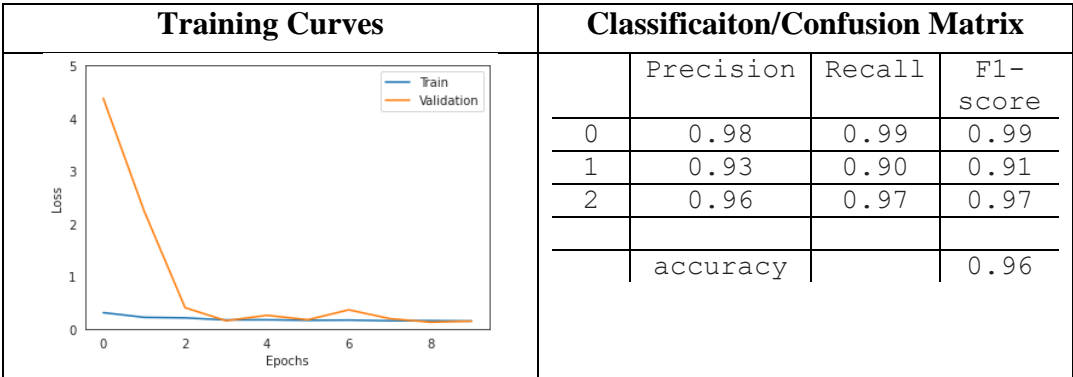 Training Curves
Classificaiton/Confusion Matrix
5
4
3
2
1
0
Loss
0 2 4 6 8
Epochs
Train
Validation
Precision Recall F1-
score
0 0.98 0.99 0.99
1 0.93 0.90 0.91
2 0.96 0.97 0.97
accuracy 0.96